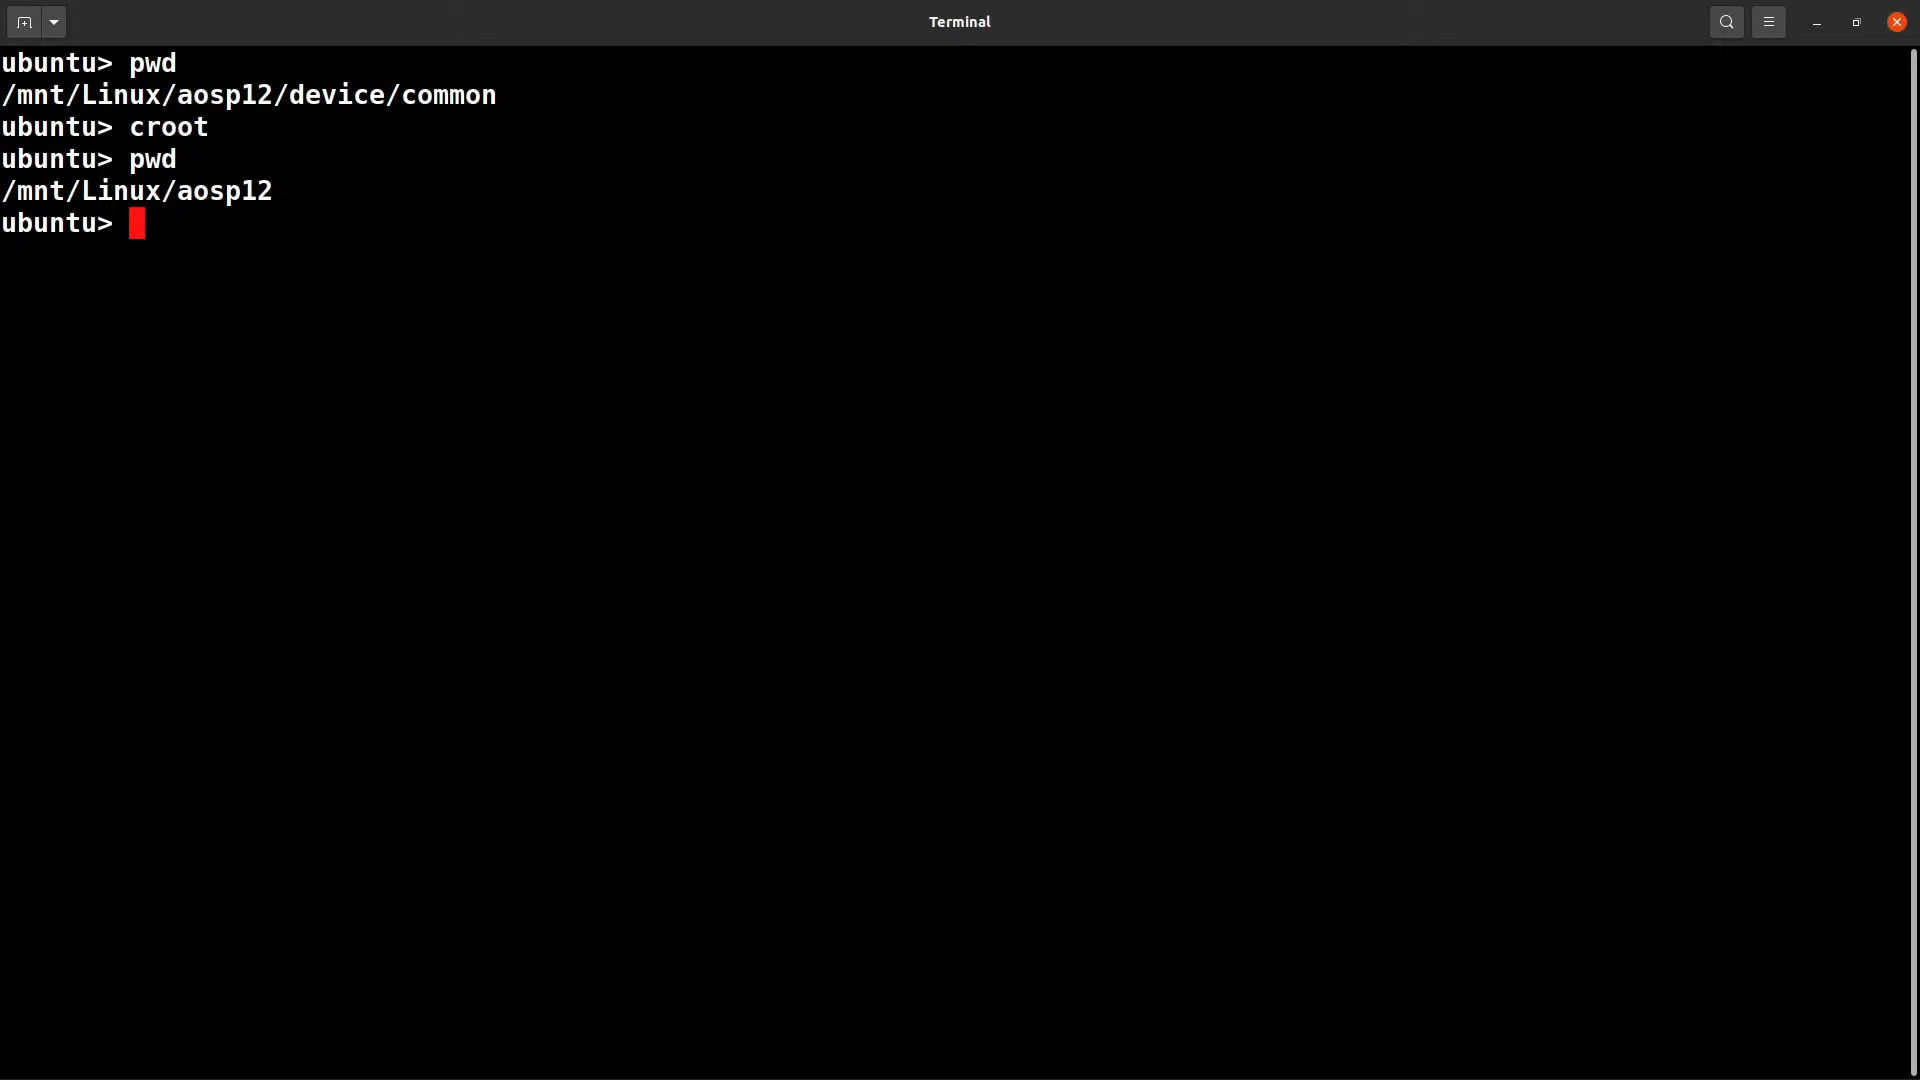 Terminal
ubuntu> pwd
/mnt/Linux/aosp12/device/common
ubuntu> croot
ubuntu> pwd
/mnt/Linux/aosp12
ubuntu>